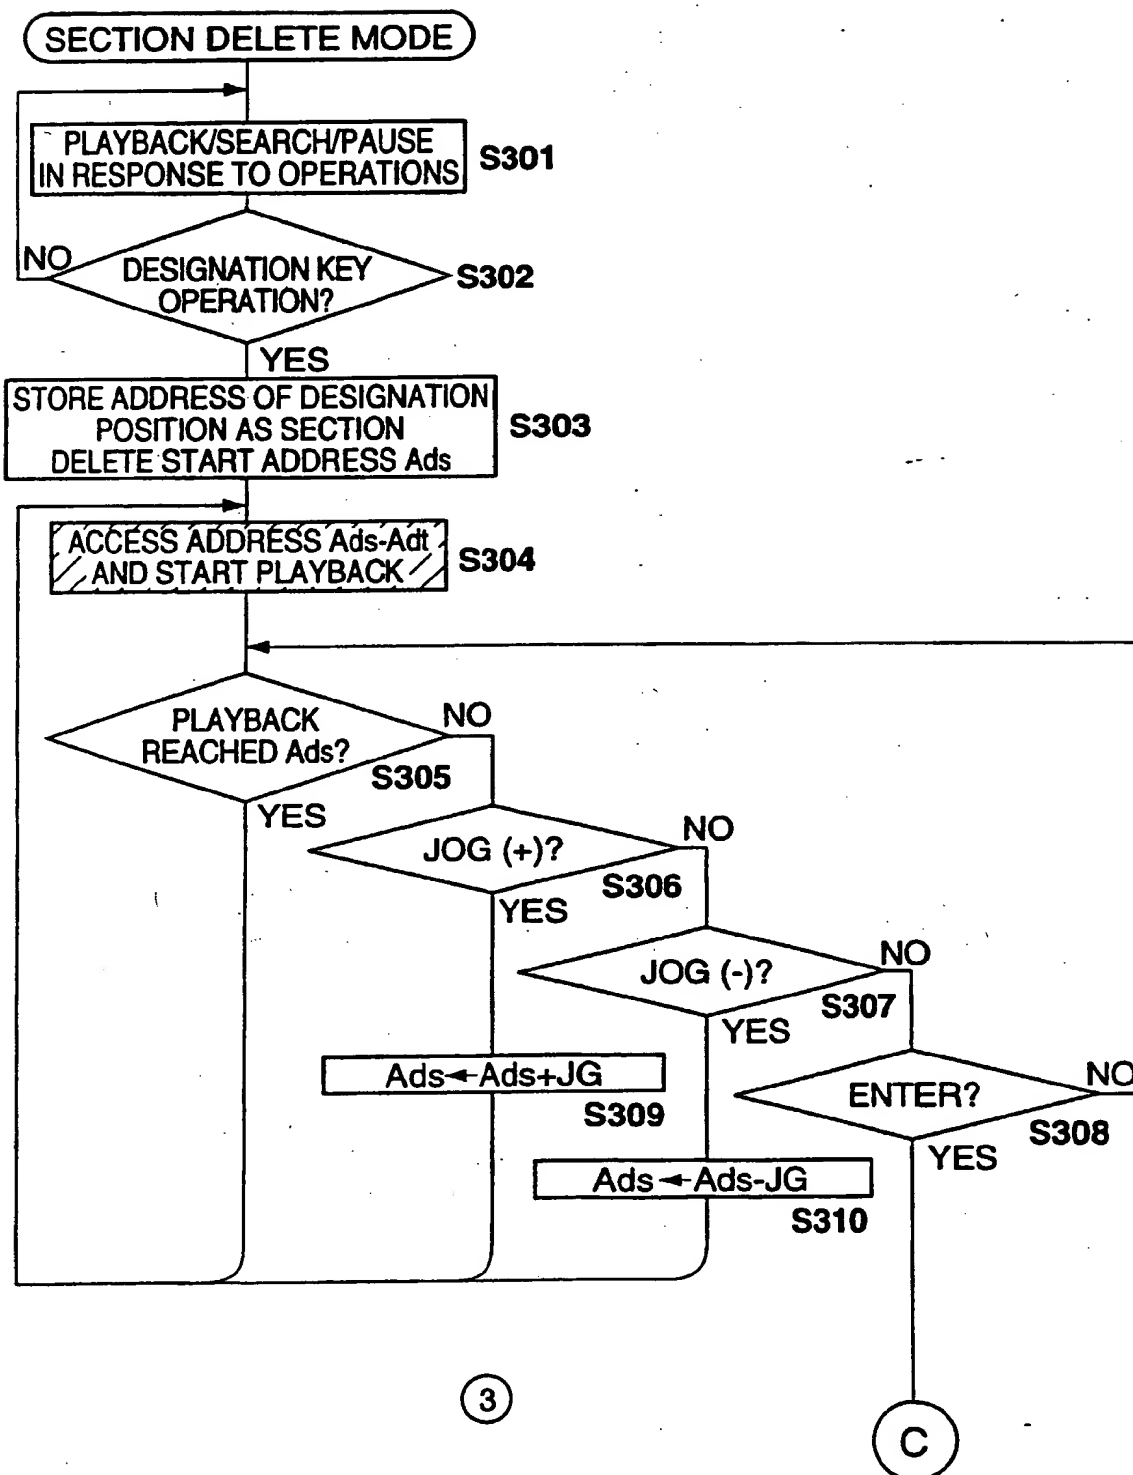 SECTION DELETE MODE
PLAYBACK/SEARCH/PAUSE
IN RESPONSE TO OPERATIONS
S301
NO
DESIGNATION KEY
OPERATION?
S302
YES
STORE ADDRESS OF DESIGNATION
POSITION AS SECTION
DELETE START ADDRESS Ads
S303
ACCESS ADDRESS Ads-Adt
AND START PLAYBACK
S304
PLAYBACK
REACHED Ads?
NO
S305
YES
JOG (+)?
NO
S306
YES
JOG (-)?
NO
S307
YES
Ads←Ads+JG
S309
ENTER?
NO
S308
YES
Ads←Ads-JG
S310
3
C